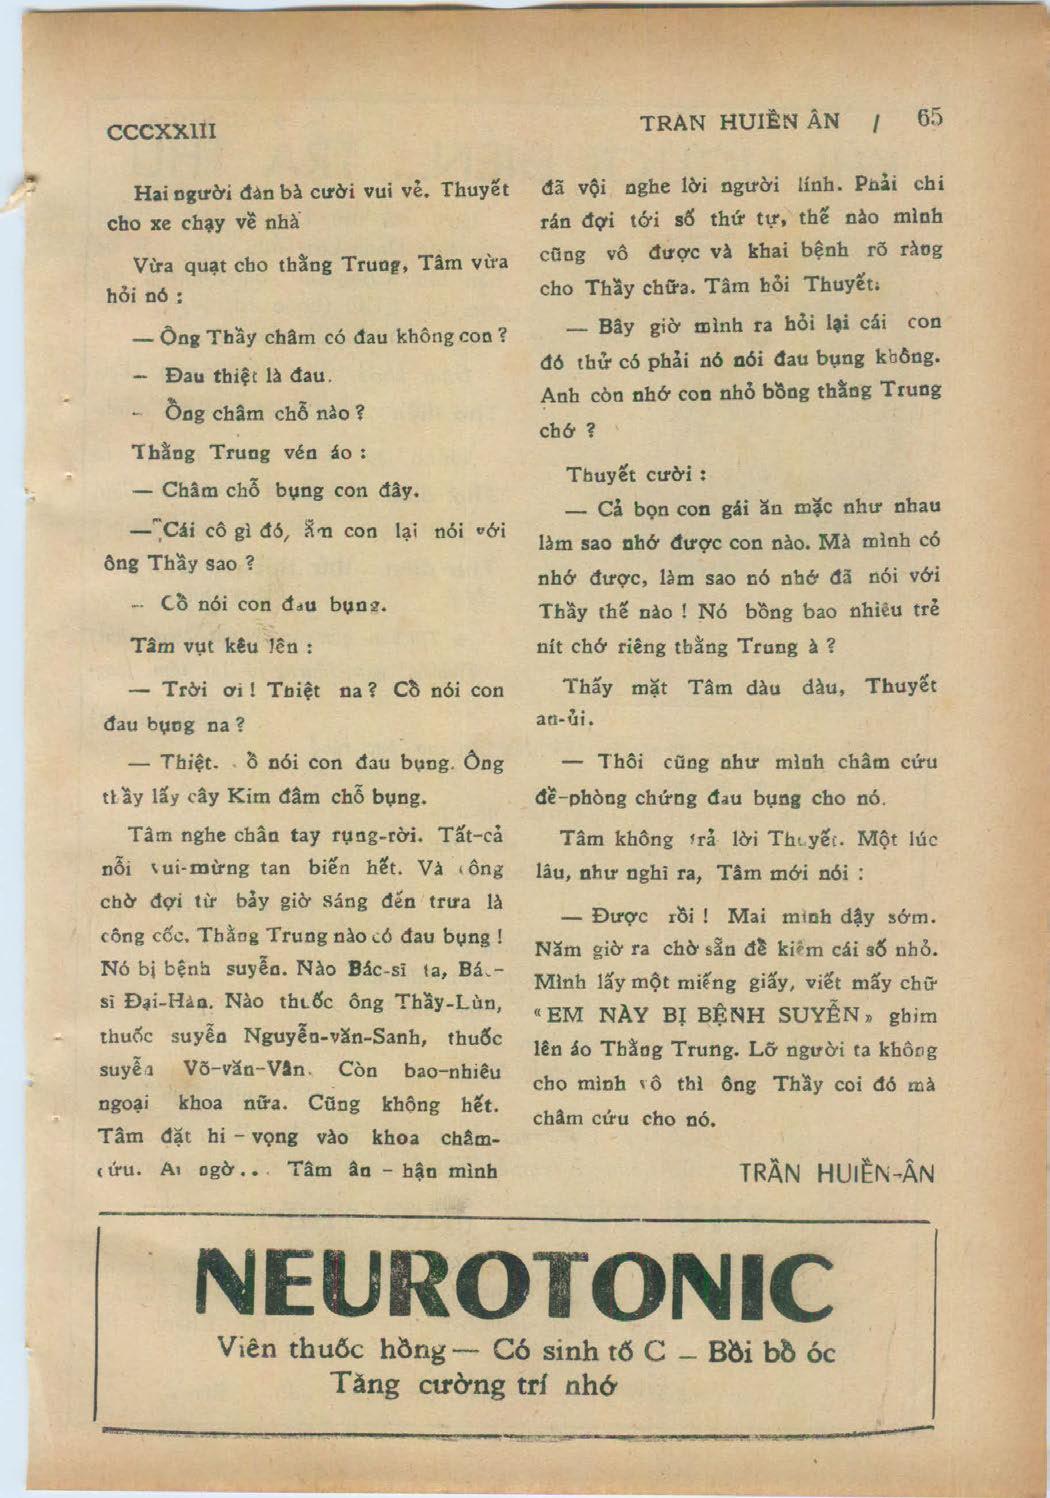 CCCXXIII
TRAN HUIỀN ÂN / 65
Hai người đàn bà cười vui vẻ. Thuyết
cho xe chạy về nhà
Vừa quạt cho thằng Trung, Tâm vừa
hỏi nó :
— Ông Thầy châm có đau không con ?
— Đau thiệt là đau.
- Ổng châm chỗ nào ?
Thằng Trung vén áo :
— Châm chỗ bụng con đây.
— Cái cô gì đó, ẵm con lại nói với
ông Thầy sao ?
— Cổ nói con đau bụng.
Tâm vụt kêu lên :
— Trời ơi ! Thiệt na ? Cổ nói con
đau bụng na ?
— Thiệt. ổ nói con đau bụng. Ông
thầy lấy cây Kim đâm chỗ bụng.
Tâm nghe chân tay rụng-rời. Tất-cả
nỗi vui-mừng tan biến hết. Và công
chờ đợi từ bảy giờ Sáng đến trưa là
công cốc. Thằng Trung nào có đau bụng !
Nó bị bệnh suyễn. Nào Bác-sĩ ta, Bác-
sĩ Đại-Hàn. Nào thuốc ông Thầy-Lùn,
thuốc suyễn Nguyễn-văn-Sanh, thuốc
suyễn Võ-văn-Vân. Còn bao-nhiêu
ngoại khoa nữa. Cũng không hết.
Tâm đặt hi – vọng vào khoa châm-
cứu. Ai ngờ... Tâm ân – hận mình
đã vội nghe lời người lính. Phải chi
rán đợi tới số thứ tự, thế nào mình
cũng vô được và khai bệnh rõ ràng
cho Thầy chữa. Tâm hỏi Thuyết:
— Bây giờ mình ra hỏi lại cái con
đó thử có phải nó nói đau bụng không.
Anh còn nhớ con nhỏ bồng thằng Trung
chớ ?
Thuyết cười :
— Cả bọn con gái ăn mặc như nhau
làm sao nhớ được con nào. Mà mình có
nhớ được, làm sao nó nhớ đã nói với
Thầy thế nào ! Nó bồng bao nhiêu trẻ
nít chớ riêng thằng Trung à ?
Thấy mặt Tâm dàu dàu, Thuyết
an-ủi.
— Thôi cũng như mình châm cứu
đề-phòng chứng đau bụng cho nó.
Tâm không trả lời Thuyết. Một lúc
lâu, như nghĩ ra, Tâm mới nói :
— Được rồi ! Mai mình dậy sớm.
Năm giờ ra chờ sẵn để kiếm cái số nhỏ.
Mình lấy một miếng giấy, viết mấy chữ
«EM NÀY BỊ BỆNH SUYỄN» ghim
lên áo Thằng Trung. Lỡ người ta không
cho mình vô thì ông Thầy coi đó mà
châm cứu cho nó.
TRẦN HUIỀN-ÂN
NEUROTONIC
Viên thuốc hồng — Có sinh tố C – Bồi bổ óc
Tăng cường trí nhớ